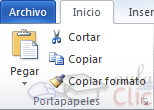 Archivo Inicio Inser
Cortar
Copiar
Pegar
Copiar formato
Portapapeles